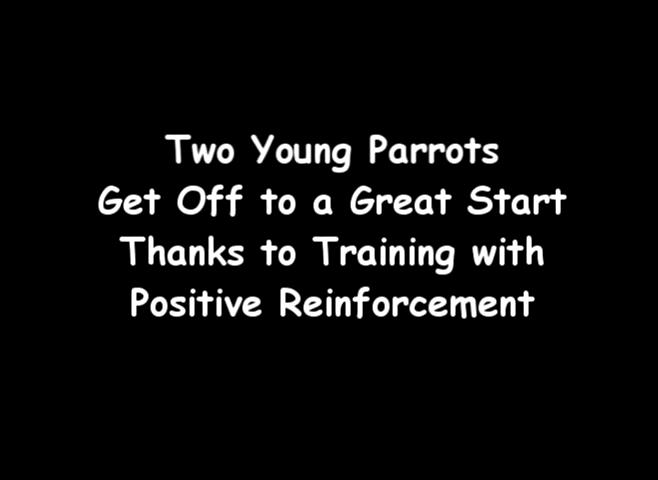 Two Young Parrots
Get Off to a Great Start
Thanks to Training with
Positive Reinforcement